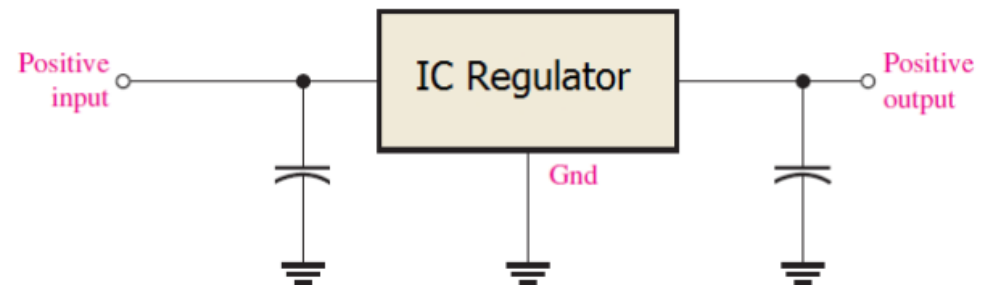 Positive
input
IC Regulator
Positive
output
Gnd